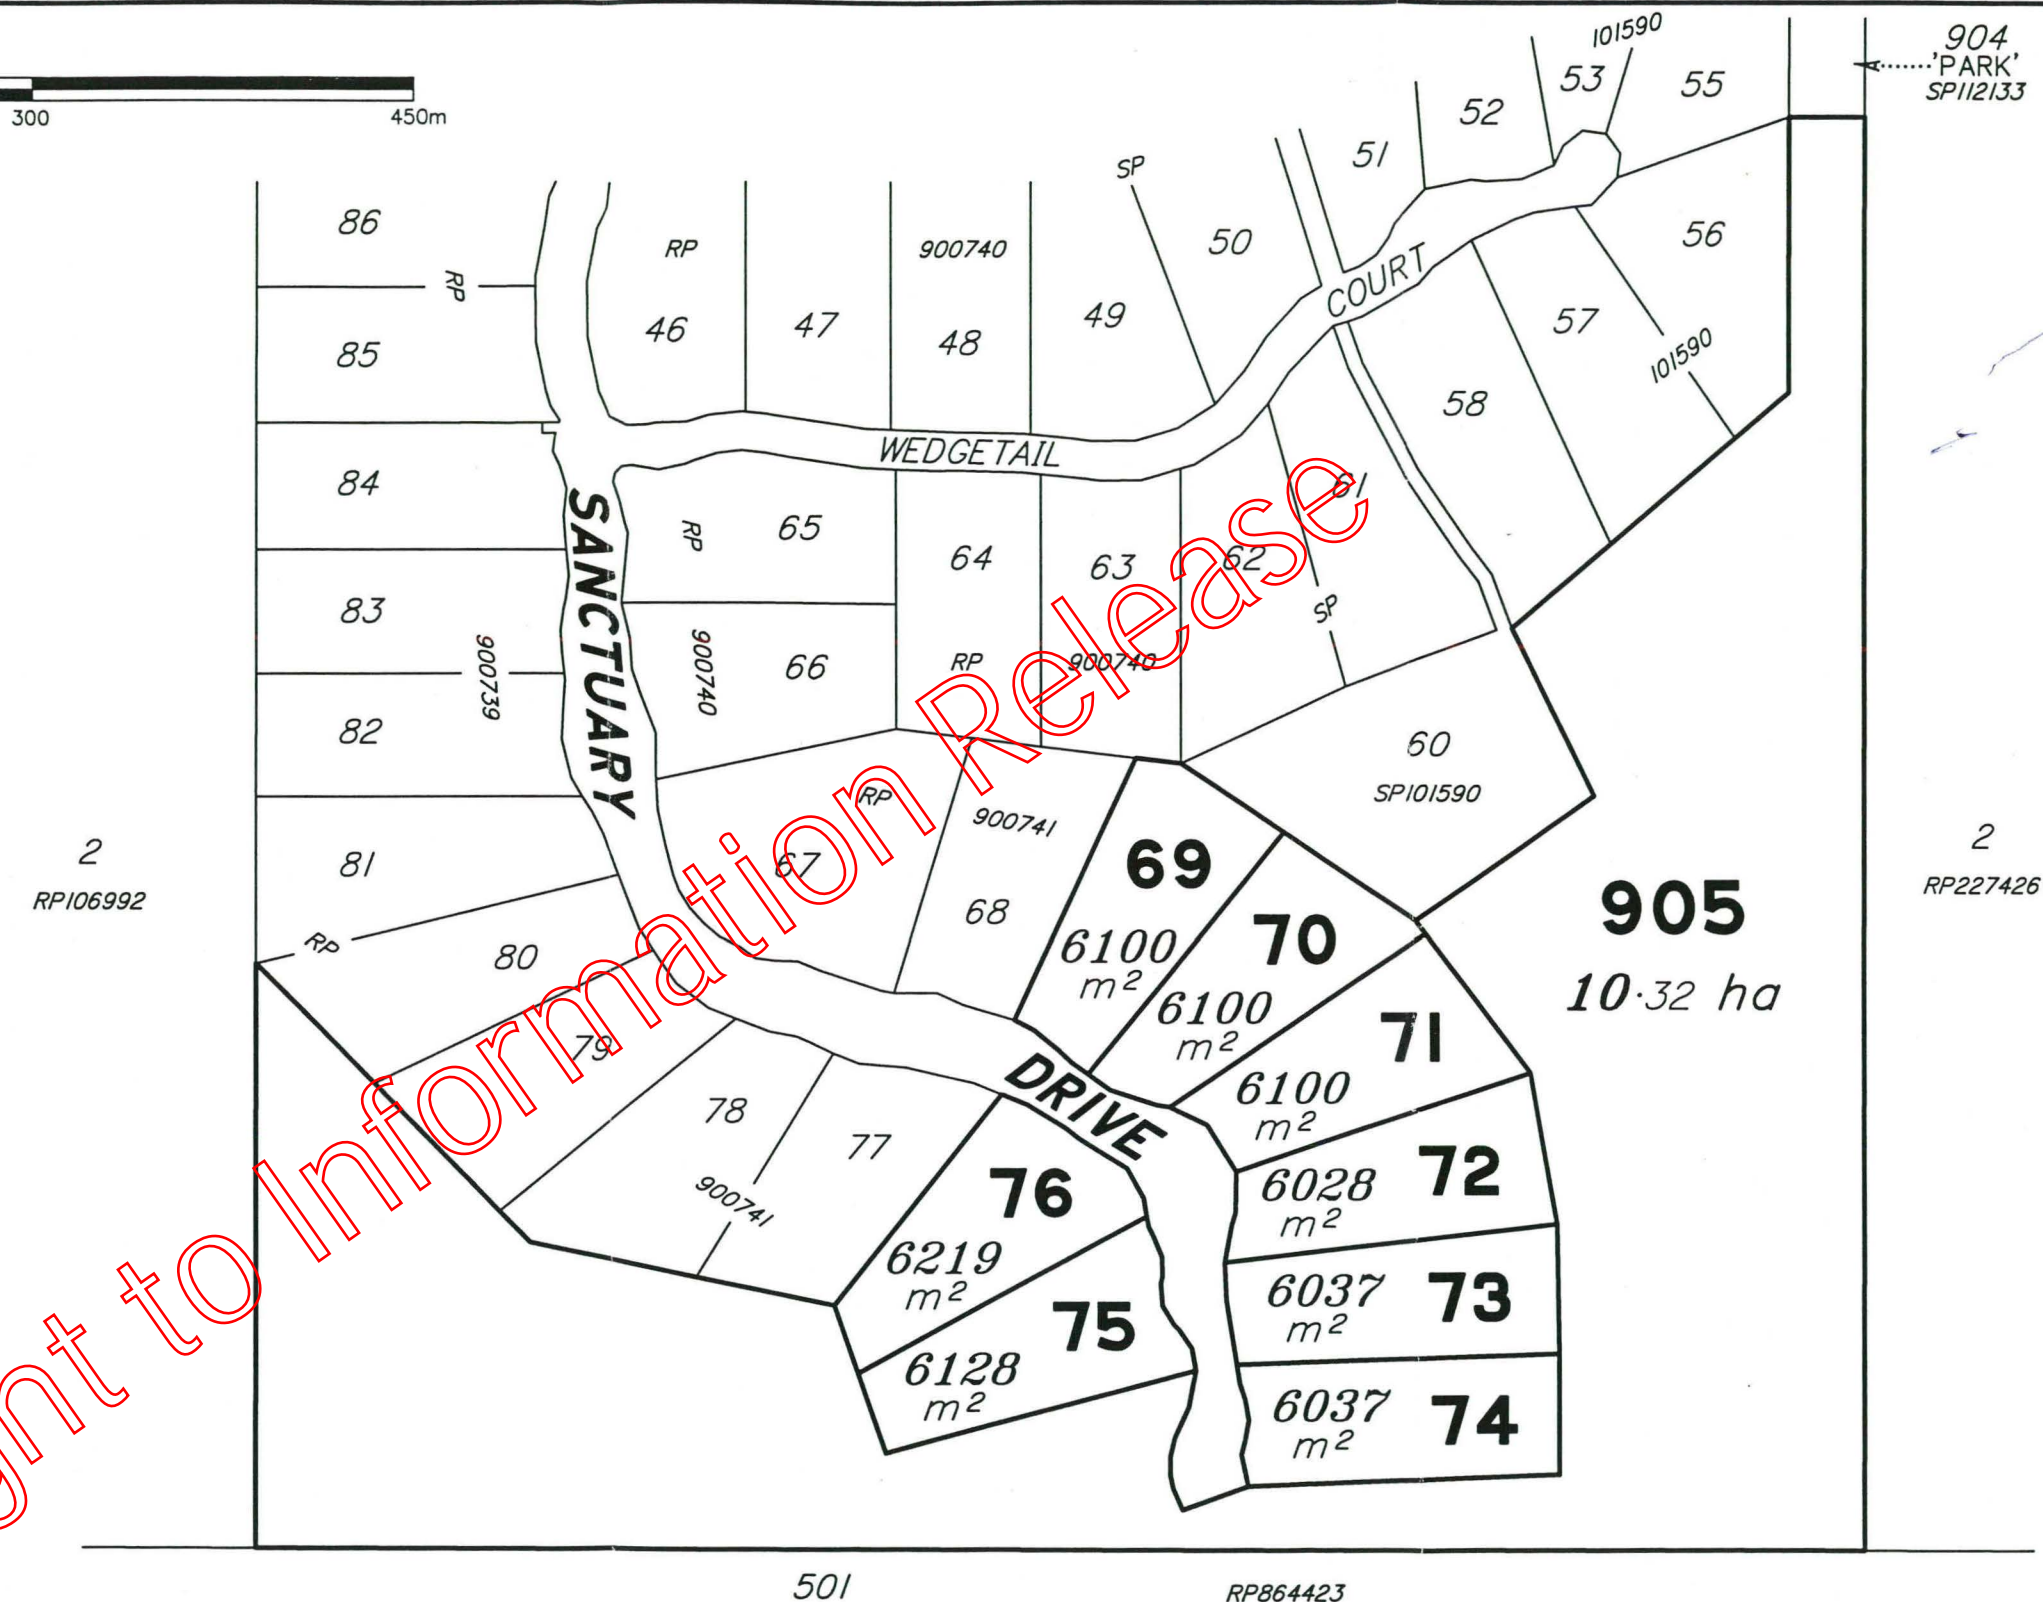 300
450m
101590
904
'PARK'
SP112133
53
55
52
51
SP
50
56
86
RP
RP
900740
COURT
85
46
47
48
49
57
101590
58
WEDGETAIL
84
SANCTUARY
RP
65
64
63
62
61
SP
83
900739
900740
66
RP
900740
82
60
SP101590
RP
900741
2
RP106992
81
67
69
2
RP227426
905
68
6100
m²
70
10.32 ha
RP
80
6100
m²
71
79
DRIVE
6100
m²
78
77
76
6028
m²
72
900741
6219
m²
6037
m²
73
75
6128
m²
6037
m²
74
501
RP864423
ght to Information Release